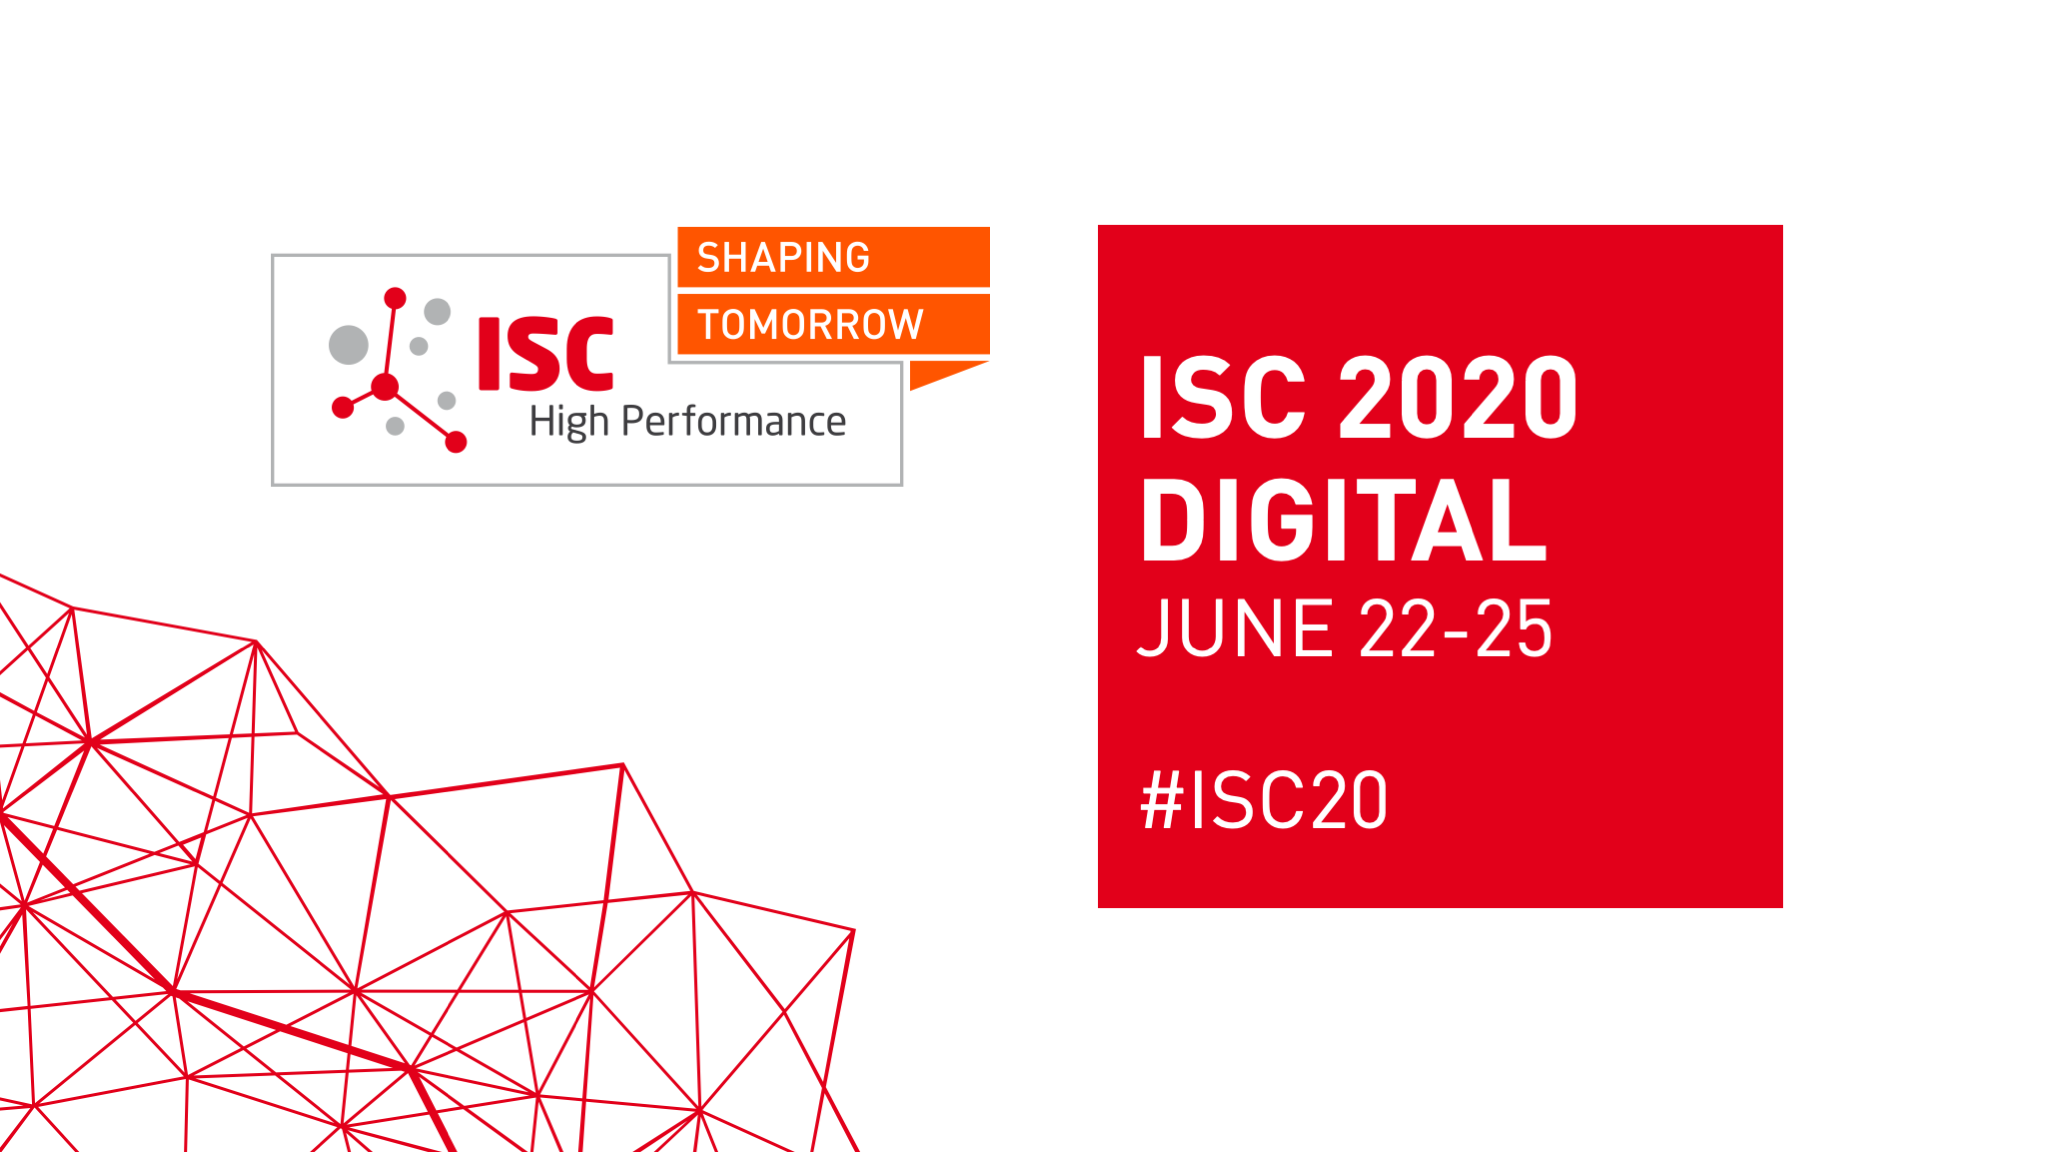 SHAPING
TOMORROW
ISC
High Performance
ISC 2020
DIGITAL
JUNE 22-25
#ISC20